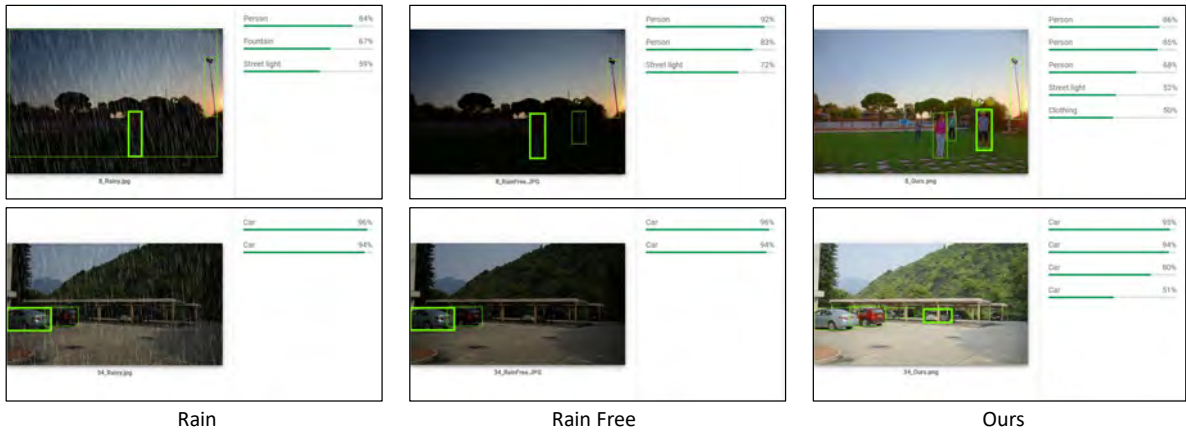 Person 84%
Fountain 67%
Street light 59%
8_Rainy.jpg
Person 92%
Person 83%
Street light 72%
8_RainFree.JPG
Person 86%
Person 85%
Person 68%
Street light 52%
Clothing 50%
8_Ours.png
Car 96%
Car 94%
34_Rainy.jpg
Car 96%
Car 94%
34_RainFree.JPG
Car 95%
Car 94%
Car 80%
Car 51%
34_Ours.png
Rain
Rain Free
Ours